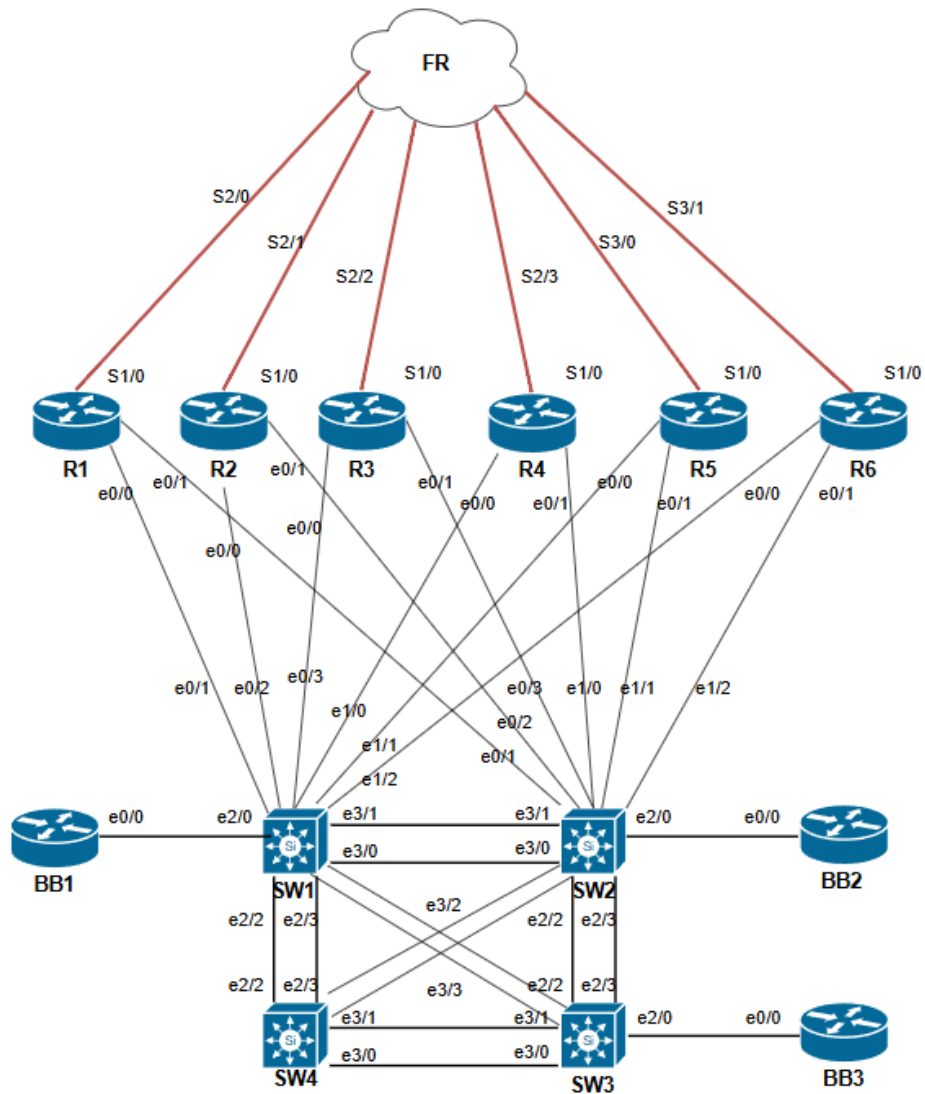 FR
S2/0
S3/1
S2/1
S3/0
S2/2
S2/3
S1/0
S1/0
S1/0
S1/0
S1/0
S1/0
R1
R2
R3
R4
R5
R6
e0/0
e0/1
e0/1
e0/1
e0/0
e0/0
e0/0
e0/1
e0/0
e0/1
e0/0
e0/1
e0/1
e0/2
e0/3
e1/0
e0/3
e1/0
e1/1
e1/2
e0/2
e1/1
e0/1
e1/2
e0/0
e2/0
e3/1
e3/1
e2/0
e0/0
Si
Si
e3/0
e3/0
BB1
SW1
SW2
BB2
e2/2
e2/3
e3/2
e2/2
e2/3
e2/2
e2/3
e3/3
e2/2
e2/3
e3/1
e3/1
e2/0
e0/0
Si
Si
e3/0
e3/0
SW4
SW3
BB3